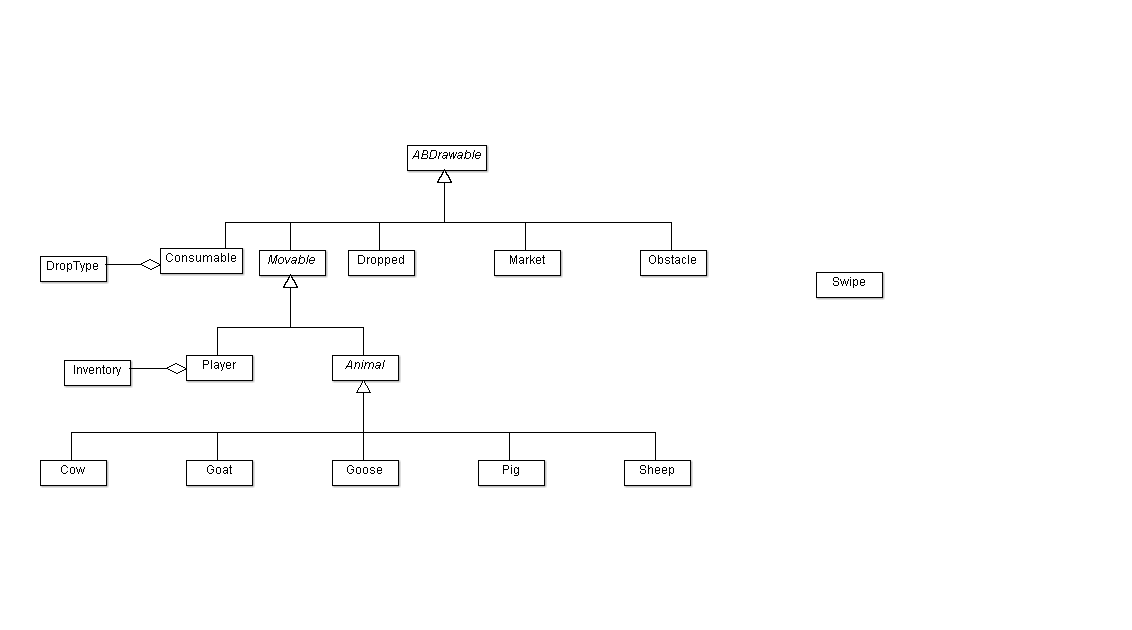 ABDrawable
DropType
Consumable
Movable
Dropped
Market
Obstacle
Swipe
Inventory
Player
Animal
Cow
Goat
Goose
Pig
Sheep